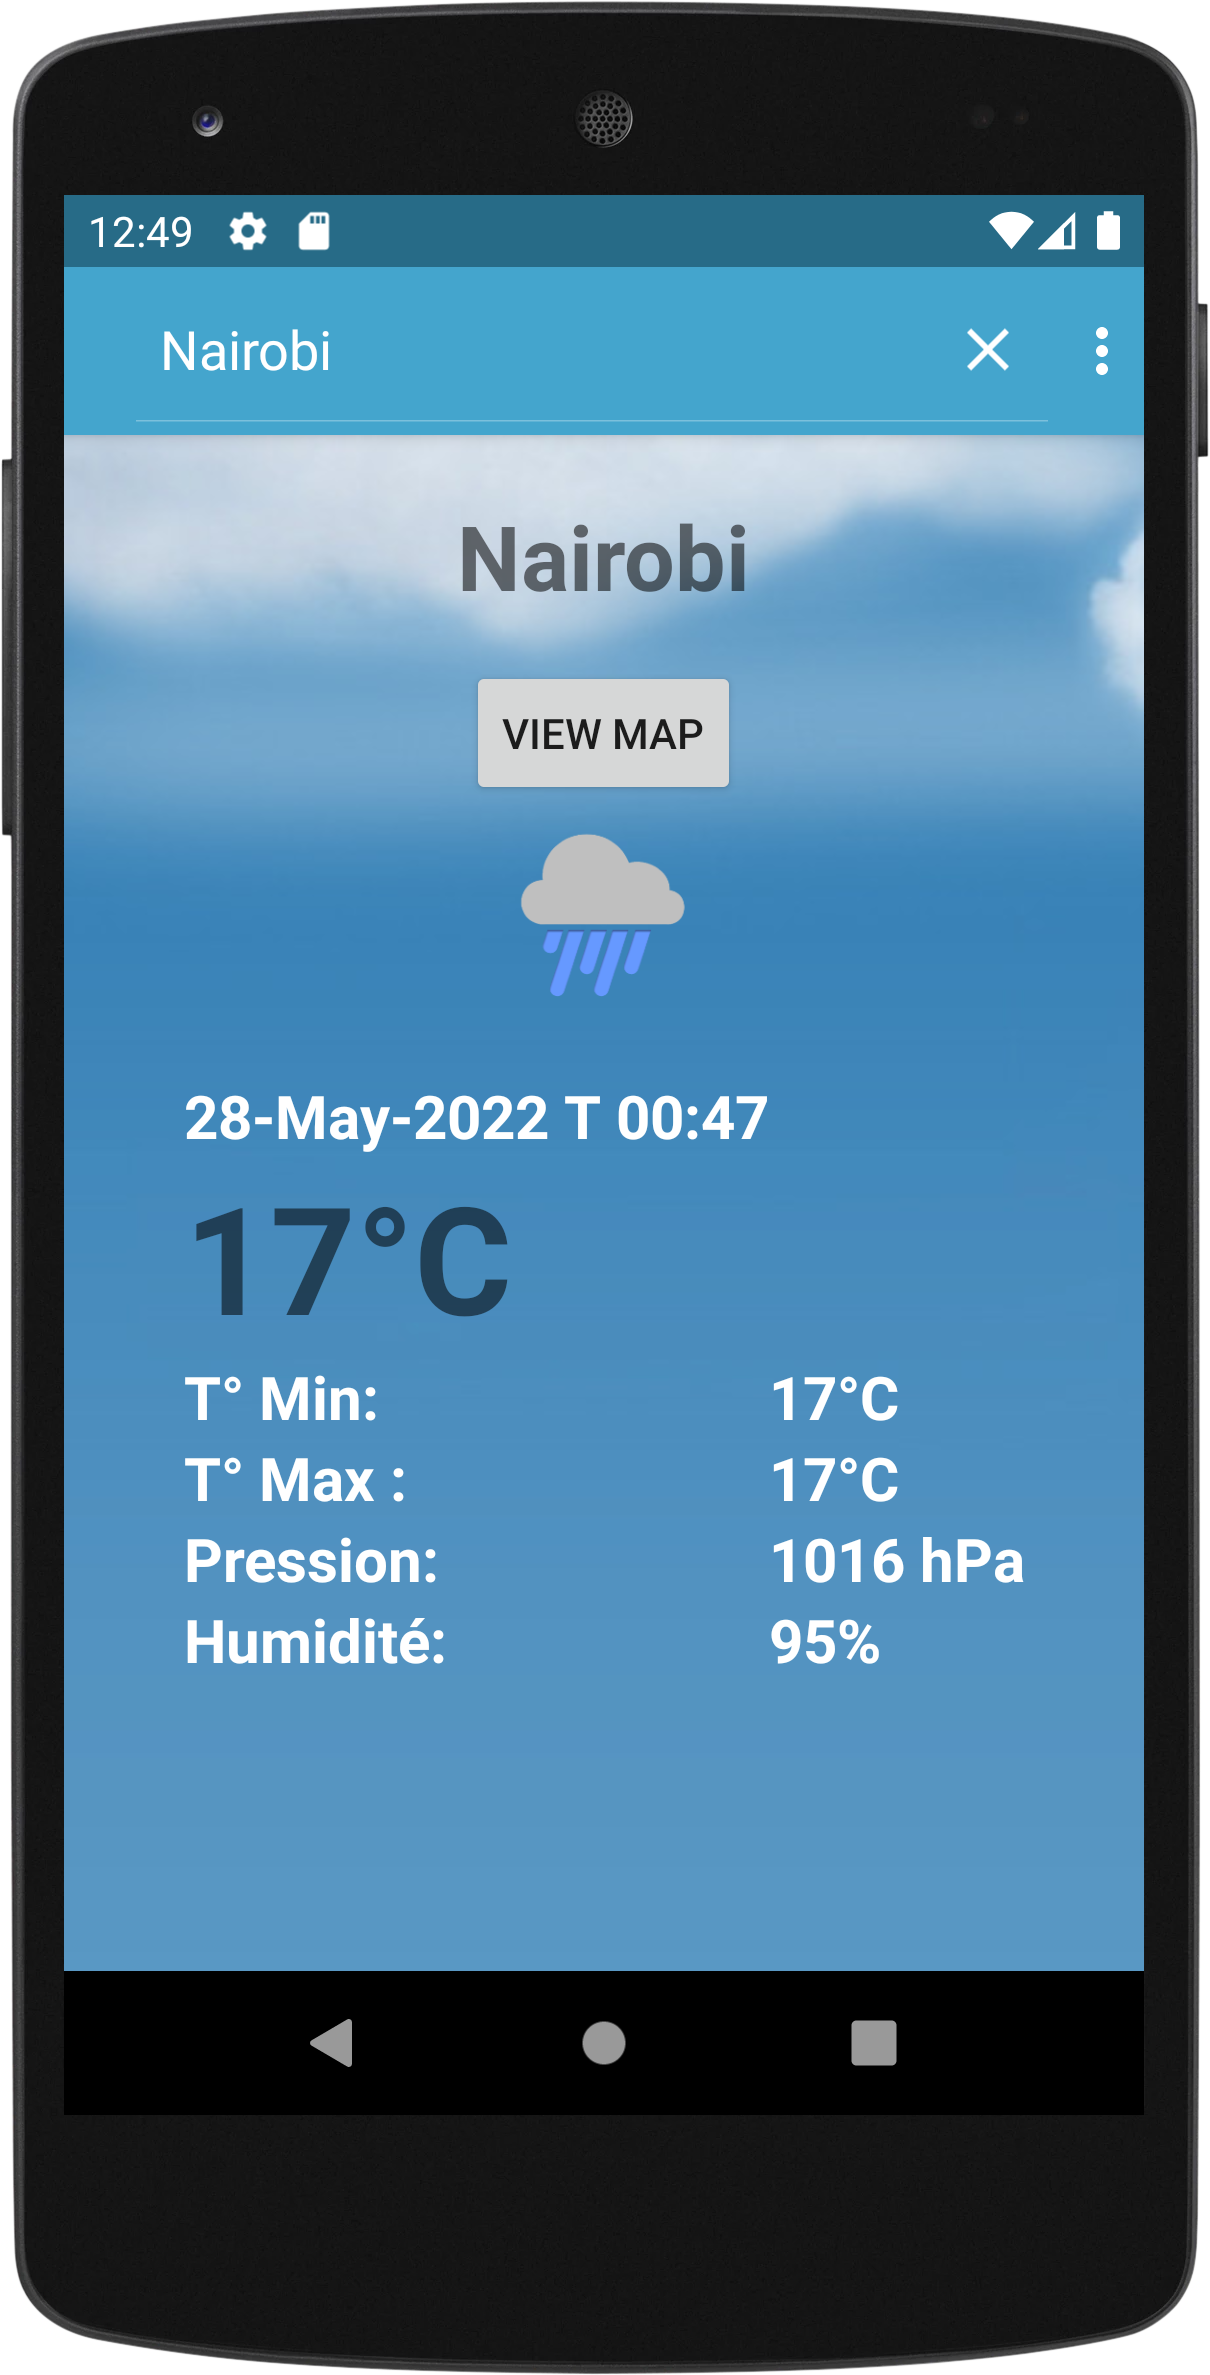 12:49
Nairobi
Nairobi
VIEW MAP
28-May-2022 T 00:47
17°C
T° Min: 17°C
T° Max : 17°C
Pression: 1016 hPa
Humidité: 95%